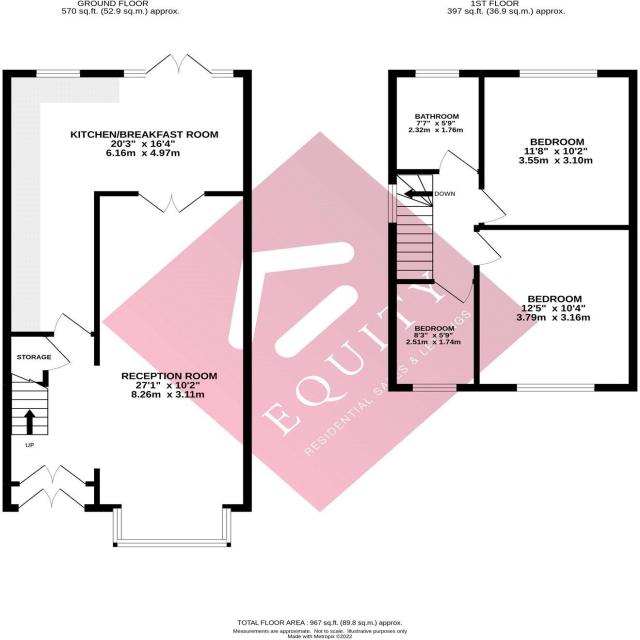 GROUND FLOOR
570 sq.ft. (52.9 sq.m.) approx.
1ST FLOOR
397 sq.ft. (36.9 sq.m.) approx.
KITCHEN/BREAKFAST ROOM
20'3" x 16'4"
6.16m x 4.97m
STORAGE
RECEPTION ROOM
27'1" x 10'2"
8.26m x 3.11m
UP
BATHROOM
7'7" x 5'9"
2.32m x 1.76m
BEDROOM
11'8" x 10'2"
3.55m x 3.10m
DOWN
BEDROOM
12'5" x 10'4"
3.79m x 3.16m
BEDROOM
8'3" x 5'9"
2.51m x 1.74m
EQUITY
RESIDENTIAL SALES & LETTINGS
TOTAL FLOOR AREA : 967 sq.ft. (89.8 sq.m.) approx.
Measurements are approximate. Not to scale. Illustrative purposes only
Made with Metropix ©2022